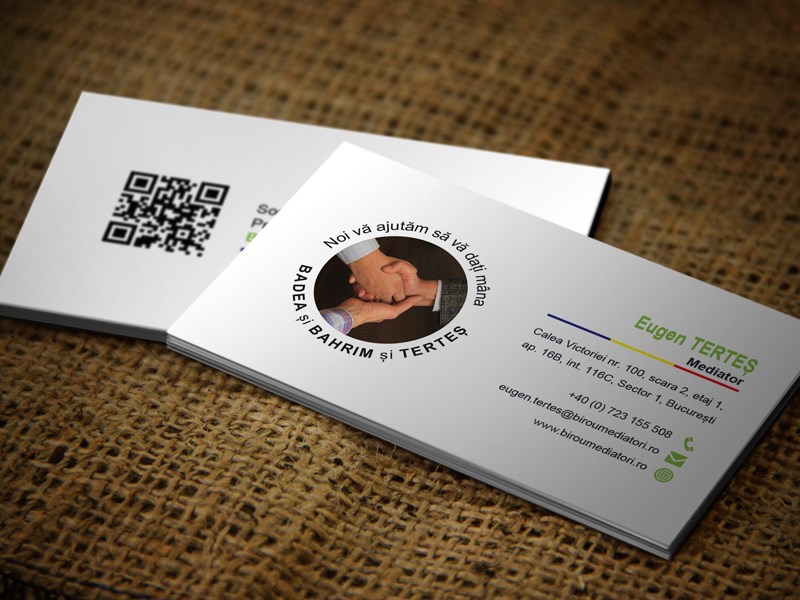 Noi vă ajutăm să vă dați mâna
BADEA și BAHRIM și TERTEȘ
Eugen TERTEȘ
Mediator
Calea Victoriei nr. 100, scara 2, etaj 1,
ap. 16B, int. 116C, Sector 1, București
+40 (0) 723 155 508
eugen.tertes@biroumediatori.ro
www.biroumediatori.ro